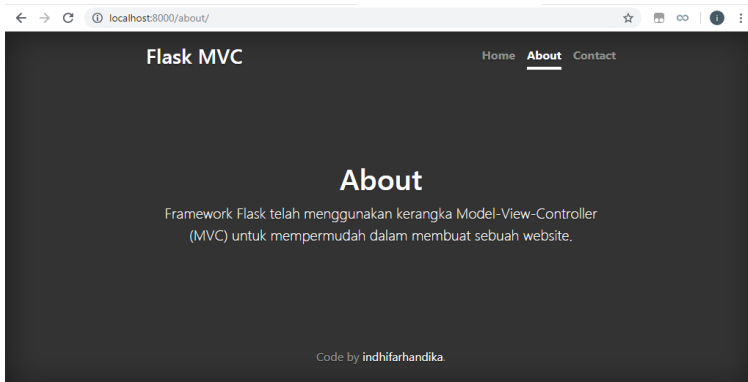 localhost:8000/about/
Flask MVC
Home About Contact
About
Framework Flask telah menggunakan kerangka Model-View-Controller
(MVC) untuk mempermudah dalam membuat sebuah website.
Code by indhifarhandika.